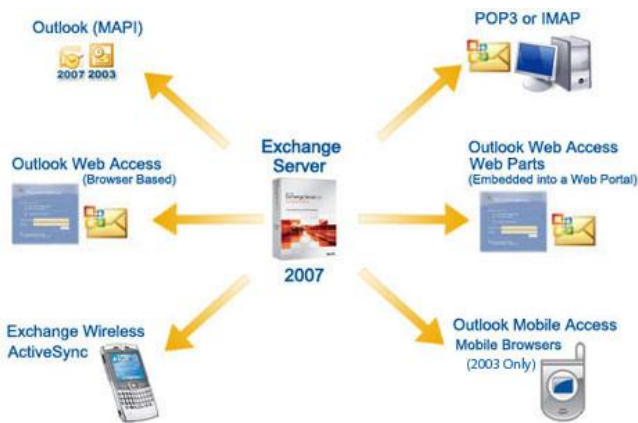 Outlook (MAPI)
2007 2003
POP3 or IMAP
Exchange
Server
2007
Outlook Web Access
(Browser Based)
Outlook Web Access
Web Parts
(Embedded into a Web Portal)
Exchange Wireless
ActiveSync
Outlook Mobile Access
Mobile Browsers
(2003 Only)